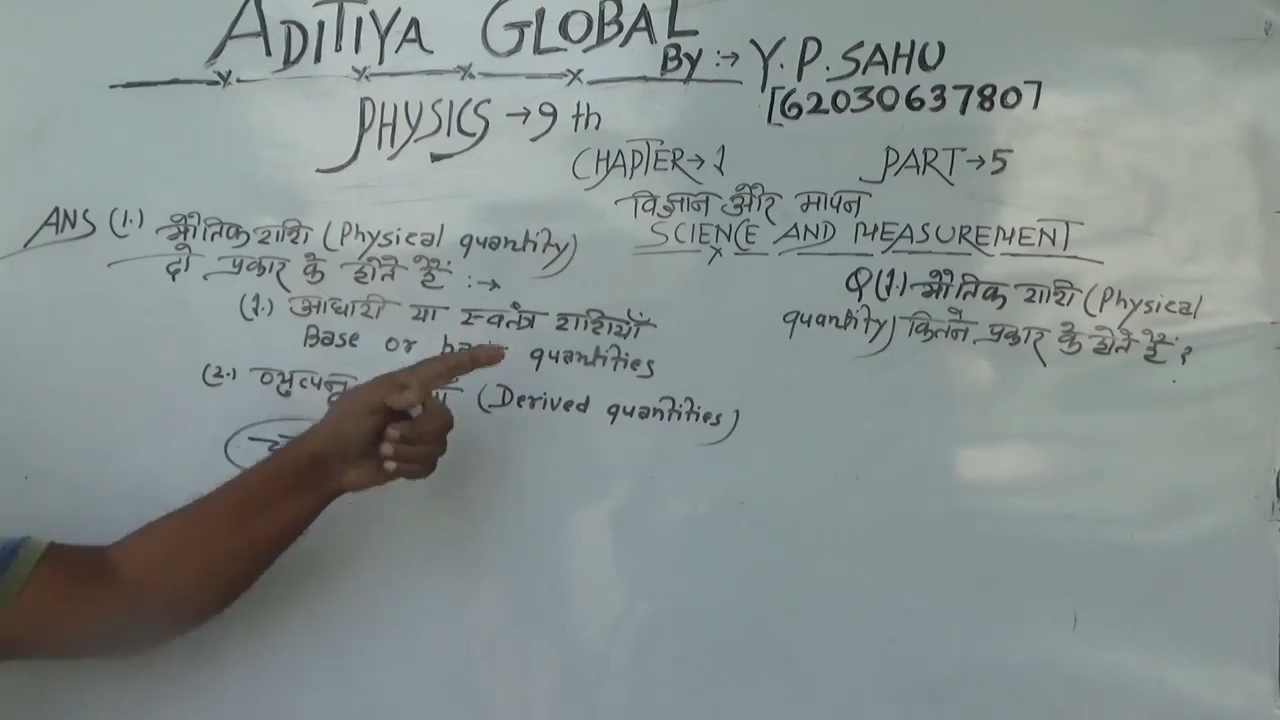 ADITIYA GLOBAL
By :→ Y. P. SAHU
[6203063780]
PHYSICS → 9 th
CHAPTER → 1 PART → 5
विज्ञान और मापन
SCIENCE AND MEASUREMENT
Q(1.) भौतिक राशि (Physical
quantity) कितने प्रकार के होते हैं ?
ANS (1.) भौतिक राशि (Physical quantity)
दो प्रकार के होते हैं :→
(1.) आधारी या स्वतंत्र राशियाँ
Base or quantities
(2.) (Derived quantities)